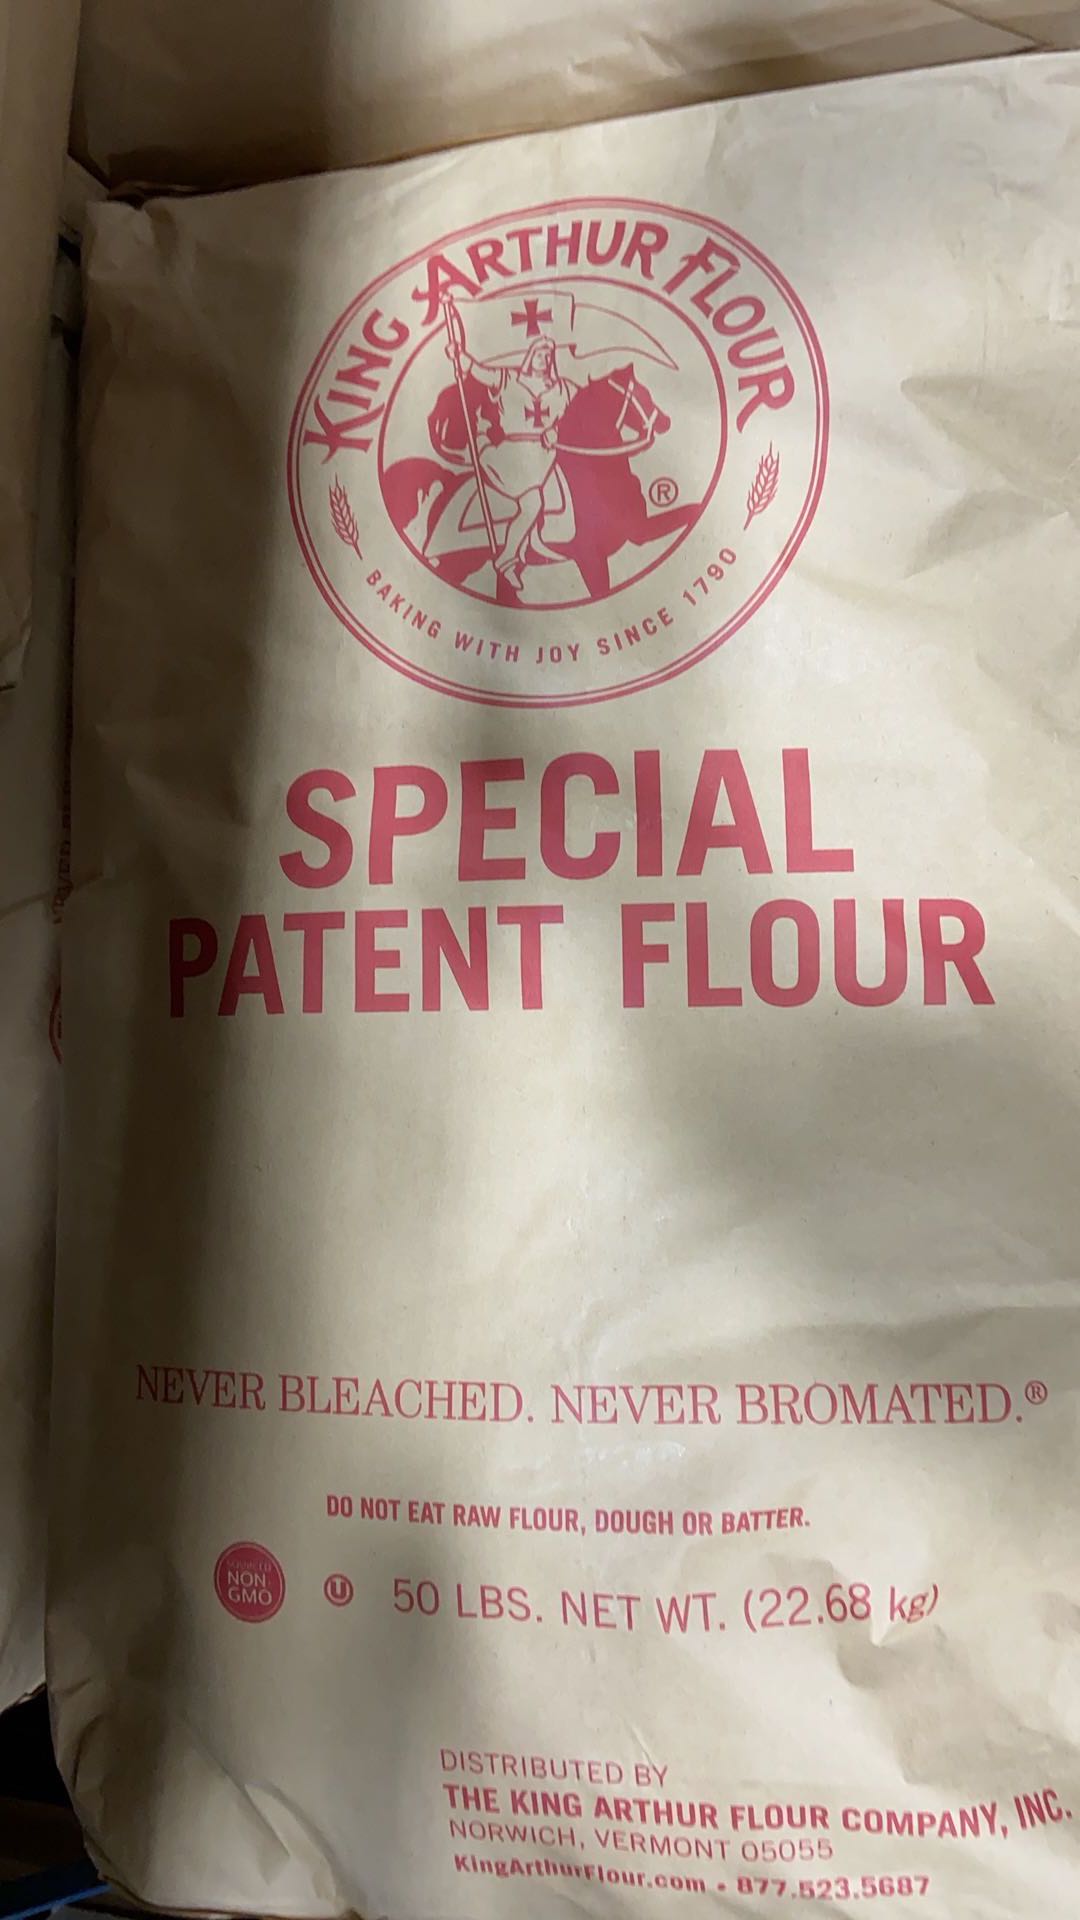 KING ARTHUR FLOUR
®
BAKING WITH JOY SINCE 1790
SPECIAL
PATENT FLOUR
NEVER BLEACHED. NEVER BROMATED.®
DO NOT EAT RAW FLOUR, DOUGH OR BATTER.
SOURCED
NON-
GMO
U
50 LBS. NET WT. (22.68 kg)
DISTRIBUTED BY
THE KING ARTHUR FLOUR COMPANY, INC.
NORWICH, VERMONT 05055
KingArthurFlour.com • 877.523.5687